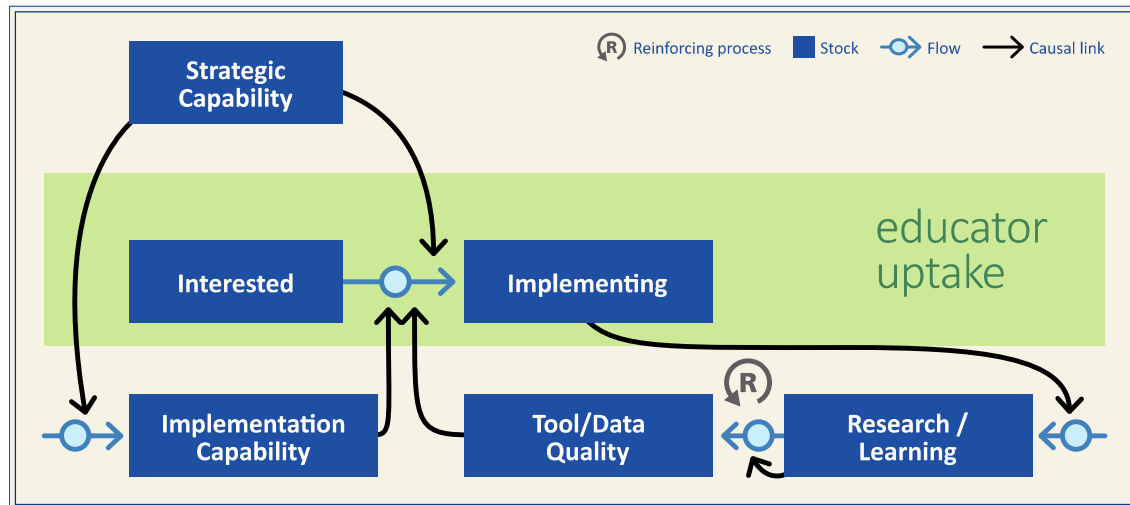 R Reinforcing process
Stock
Flow
Causal link
Strategic
Capability
educator
uptake
Interested
Implementing
R
Implementation
Capability
Tool/Data
Quality
Research /
Learning